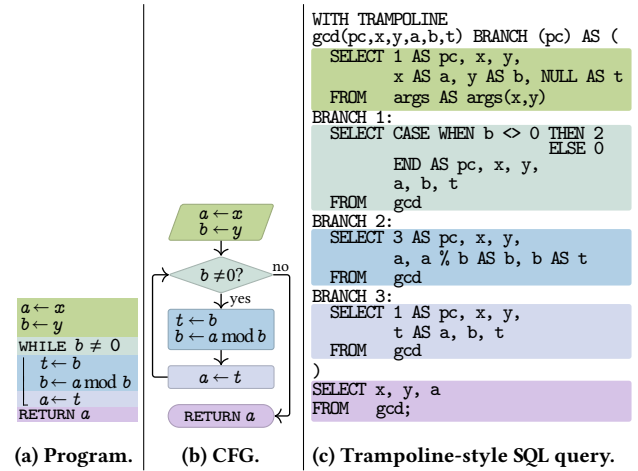 a ← x
b ← y
WHILE b ≠ 0
t ← b
b ← a mod b
a ← t
RETURN a
(a) Program.
a ← x
b ← y
b ≠ 0?
no
yes
t ← b
b ← a mod b
a ← t
RETURN a
(b) CFG.
WITH TRAMPOLINE
gcd(pc,x,y,a,b,t) BRANCH (pc) AS (
SELECT 1 AS pc, x, y,
x AS a, y AS b, NULL AS t
FROM args AS args(x,y)
BRANCH 1:
SELECT CASE WHEN b <> 0 THEN 2
ELSE 0
END AS pc, x, y,
a, b, t
FROM gcd
BRANCH 2:
SELECT 3 AS pc, x, y,
a, a % b AS b, b AS t
FROM gcd
BRANCH 3:
SELECT 1 AS pc, x, y,
t AS a, b, t
FROM gcd
)
SELECT x, y, a
FROM gcd;
(c) Trampoline-style SQL query.